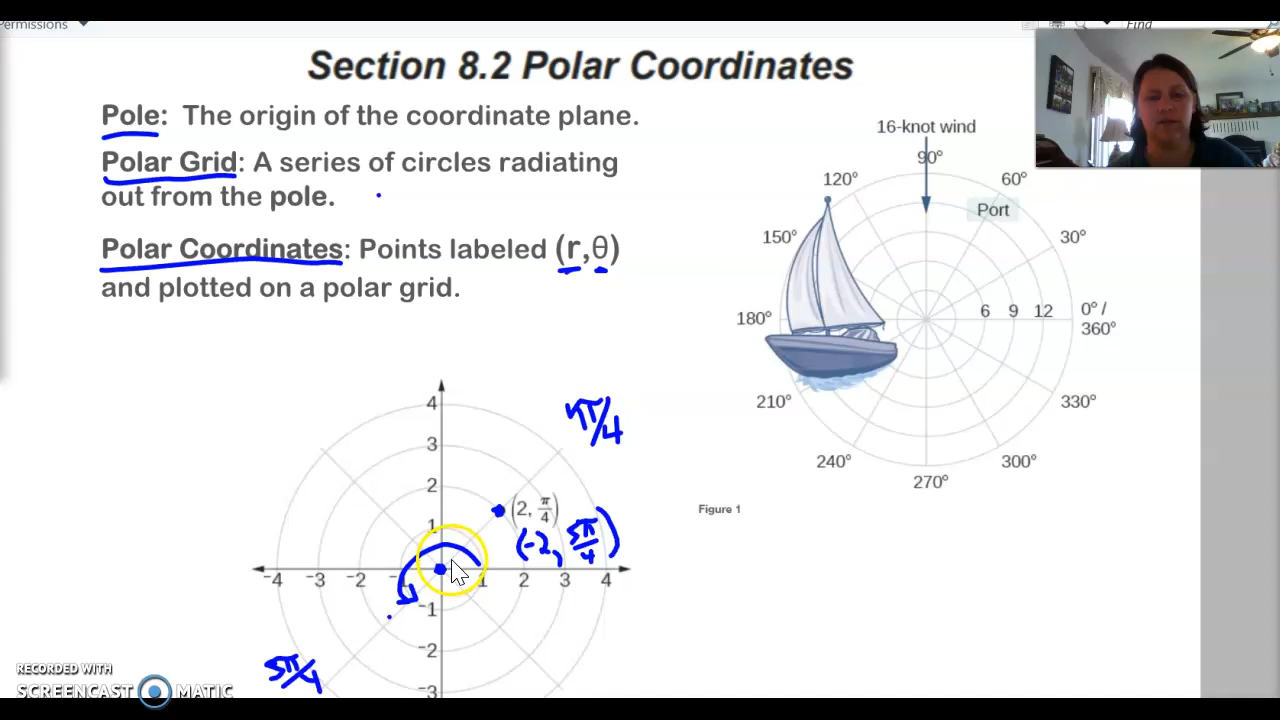 Permissions
Find
Section 8.2 Polar Coordinates
Pole: The origin of the coordinate plane.
Polar Grid: A series of circles radiating
out from the pole.
Polar Coordinates: Points labeled (r,θ)
and plotted on a polar grid.
16-knot wind
90°
120°
60°
Port
150°
30°
180°
6 9 12
0° /
360°
210°
330°
240°
300°
270°
Figure 1
4
3
2
1
(2, π/4)
(-2, 5π/4)
-4 -3 -2 1 2 3 4
-1
-2
-3
π/4
5π/4
RECORDED WITH
SCREENCAST MATIC